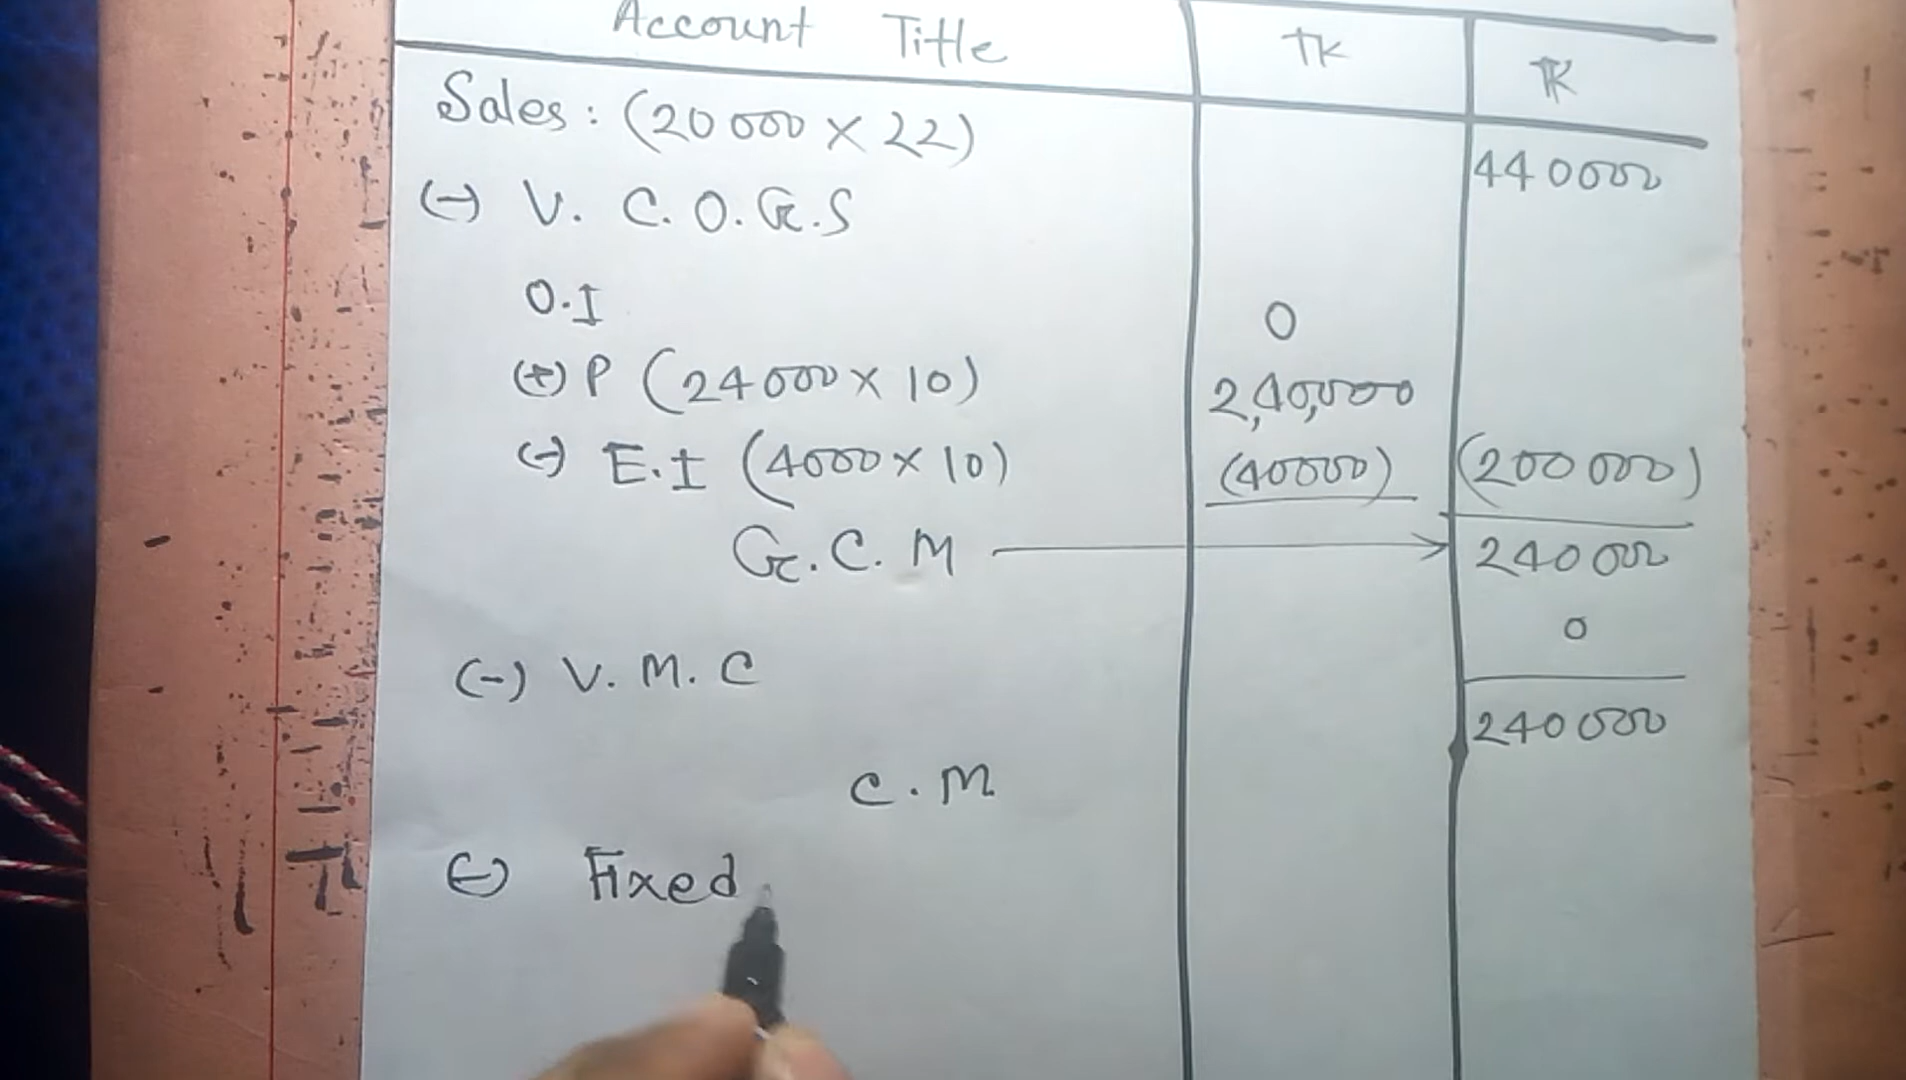 Account Title TK TK
Sales: (20000 × 22) 440000
(-) V. C. O. G. S
O.I 0
(+) P (24000 × 10) 2,40,000
(-) E.I (4000 × 10) (40000) (200000)
G. C. M 240000
(-) V. M. C 0
240000
C. M
(-) Fixed